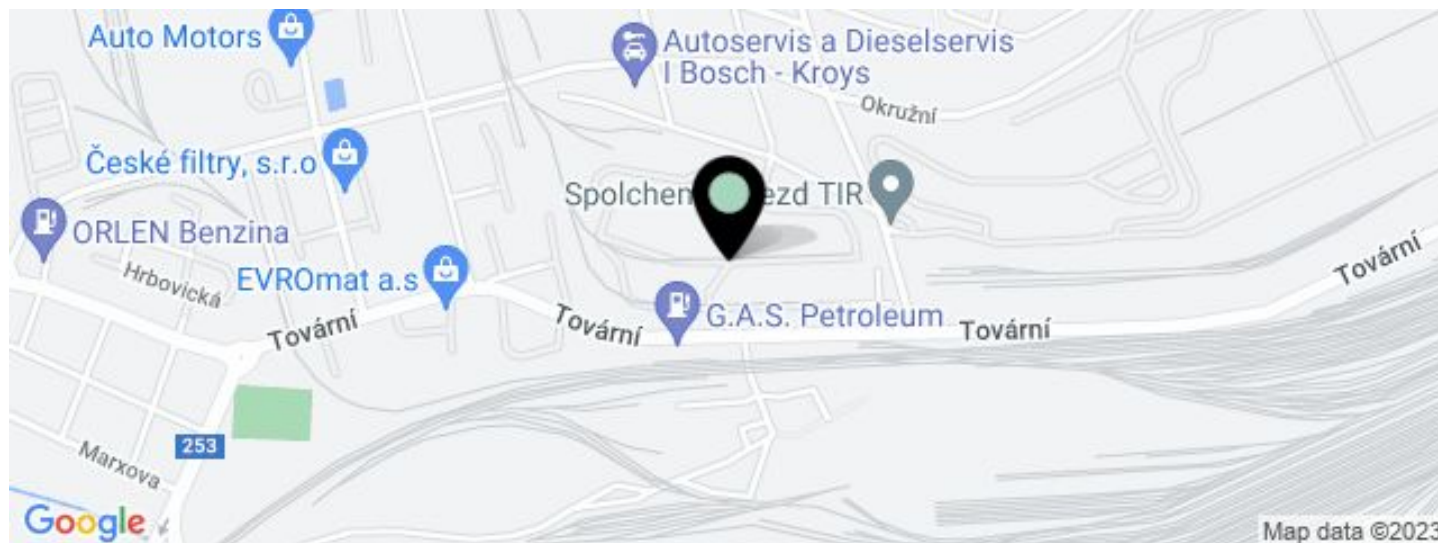 Auto Motors
Autoservis a Dieselservis
| Bosch - Kroys
Okružní
České filtry, s.r.o
Spolchem
ezd TIR
ORLEN Benzina
Hrbovická
EVROmat a.s
Tovární
Tovární
Tovární
G.A.S. Petroleum
Tovární
253
Marxova
Google
Map data ©2023